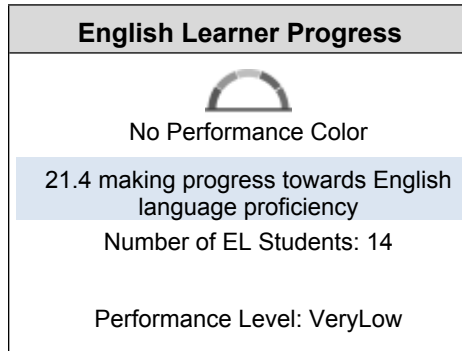 English Learner Progress
No Performance Color
21.4 making progress towards English
language proficiency
Number of EL Students: 14
Performance Level: VeryLow